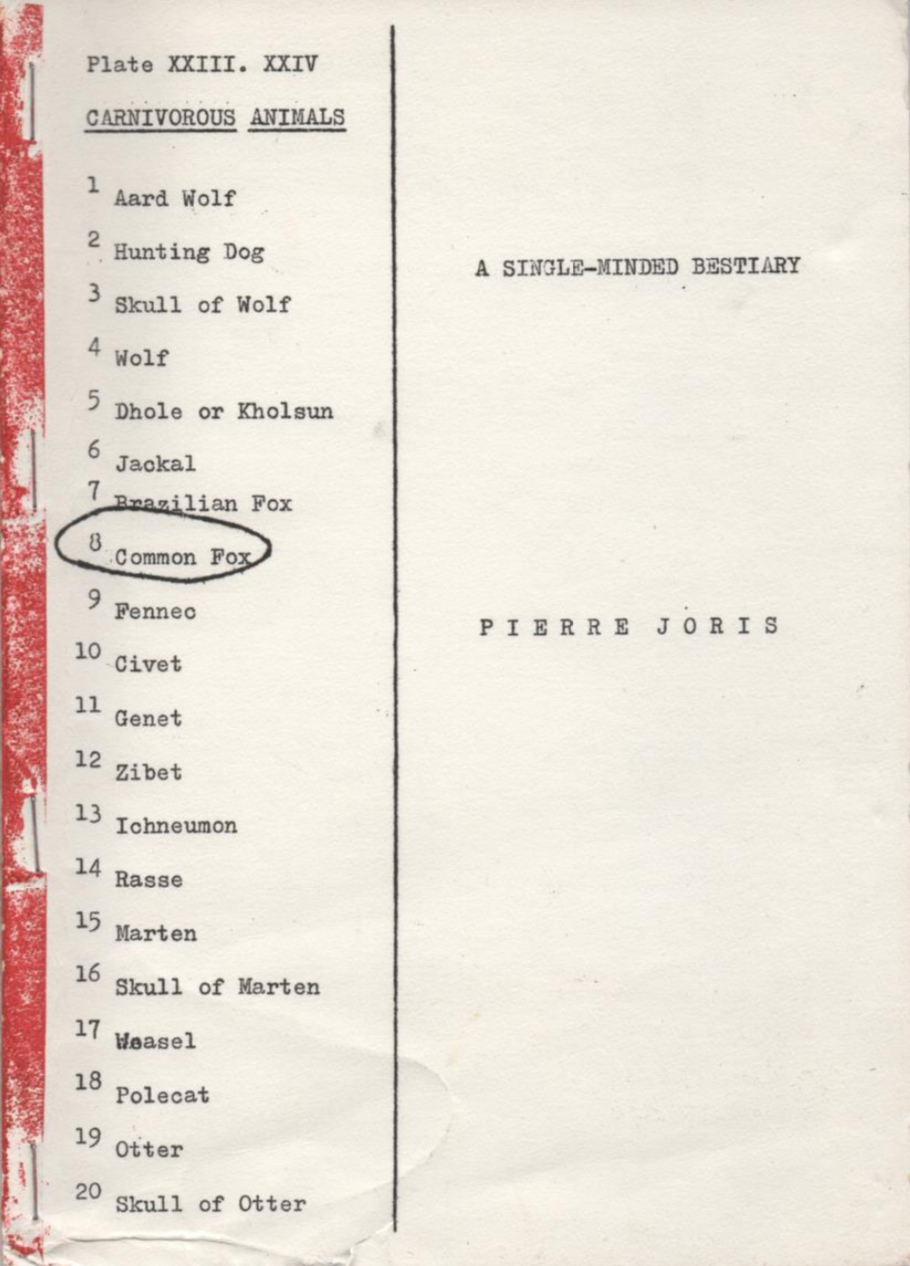 Plate XXIII. XXIV
CARNIVOROUS ANIMALS
1 Aard Wolf
2 Hunting Dog
3 Skull of Wolf
4 Wolf
5 Dhole or Kholsun
6 Jackal
7 Brazilian Fox
8 Common Fox
9 Fennec
10 Civet
11 Genet
12 Zibet
13 Ichneumon
14 Rasse
15 Marten
16 Skull of Marten
17 Weasel
18 Polecat
19 Otter
20 Skull of Otter
A SINGLE-MINDED BESTIARY
PIERRE JORIS